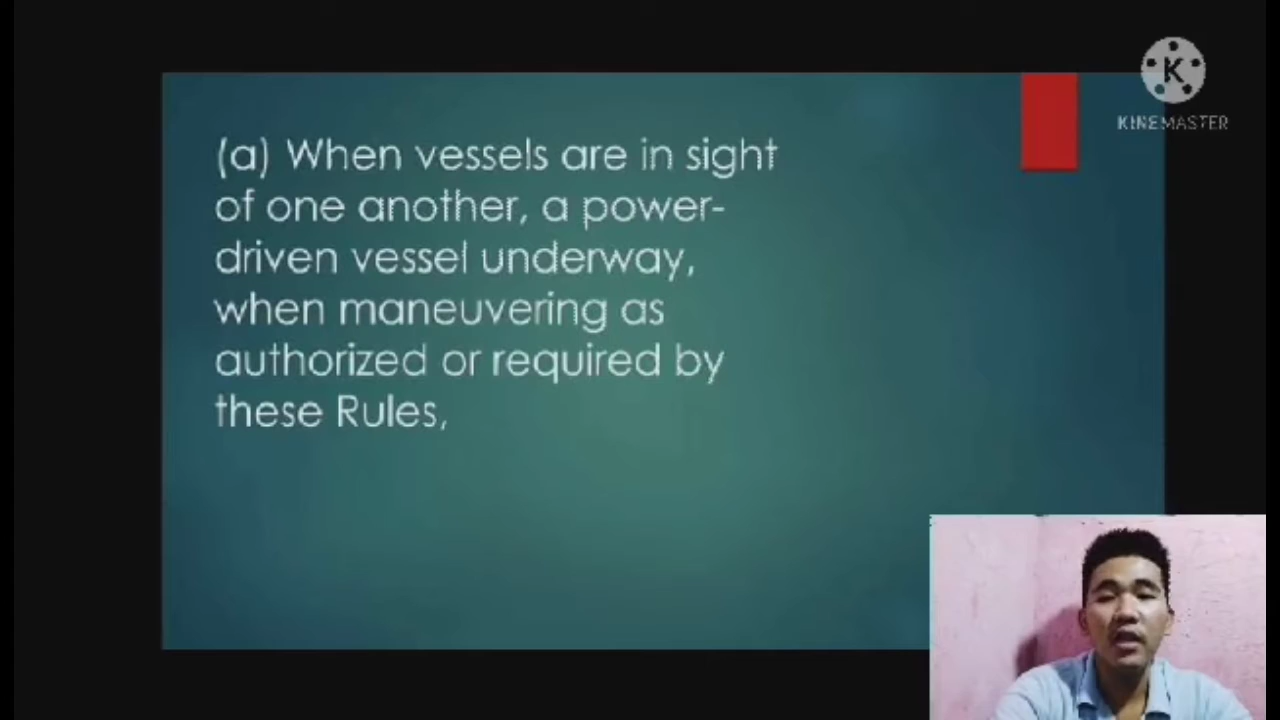 (a) When vessels are in sight
of one another, a power-
driven vessel underway,
when maneuvering as
authorized or required by
these Rules,
K
KINEMASTER